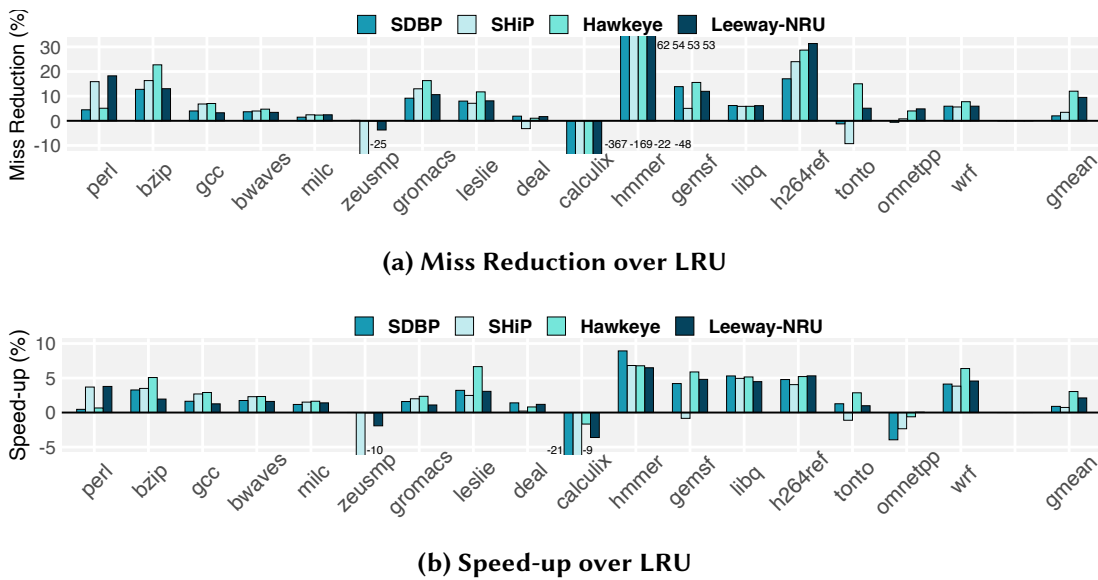 SDBP SHiP Hawkeye Leeway-NRU
Miss Reduction (%)
30
20
10
0
-10
-25
-367 -169 -22 -48
62 54 53 53
perl bzip gcc bwaves milc zeusmp gromacs leslie deal calculix hmmer gemsf libq h264ref tonto omnetpp wrf gmean
(a) Miss Reduction over LRU
SDBP SHiP Hawkeye Leeway-NRU
Speed-up (%)
10
5
0
-5
-10
-21 -9
perl bzip gcc bwaves milc zeusmp gromacs leslie deal calculix hmmer gemsf libq h264ref tonto omnetpp wrf gmean
(b) Speed-up over LRU